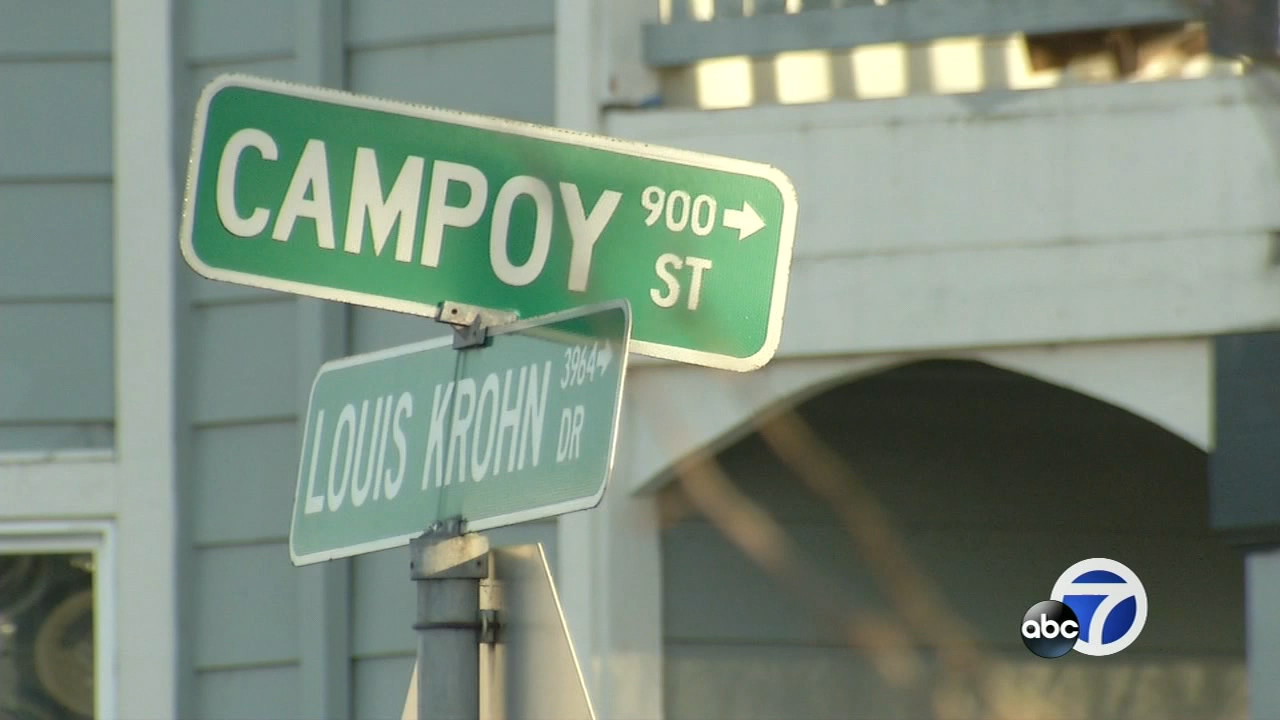 CAMPOY 900 →
ST
LOUIS KROHN 3964 →
DR
abc 7